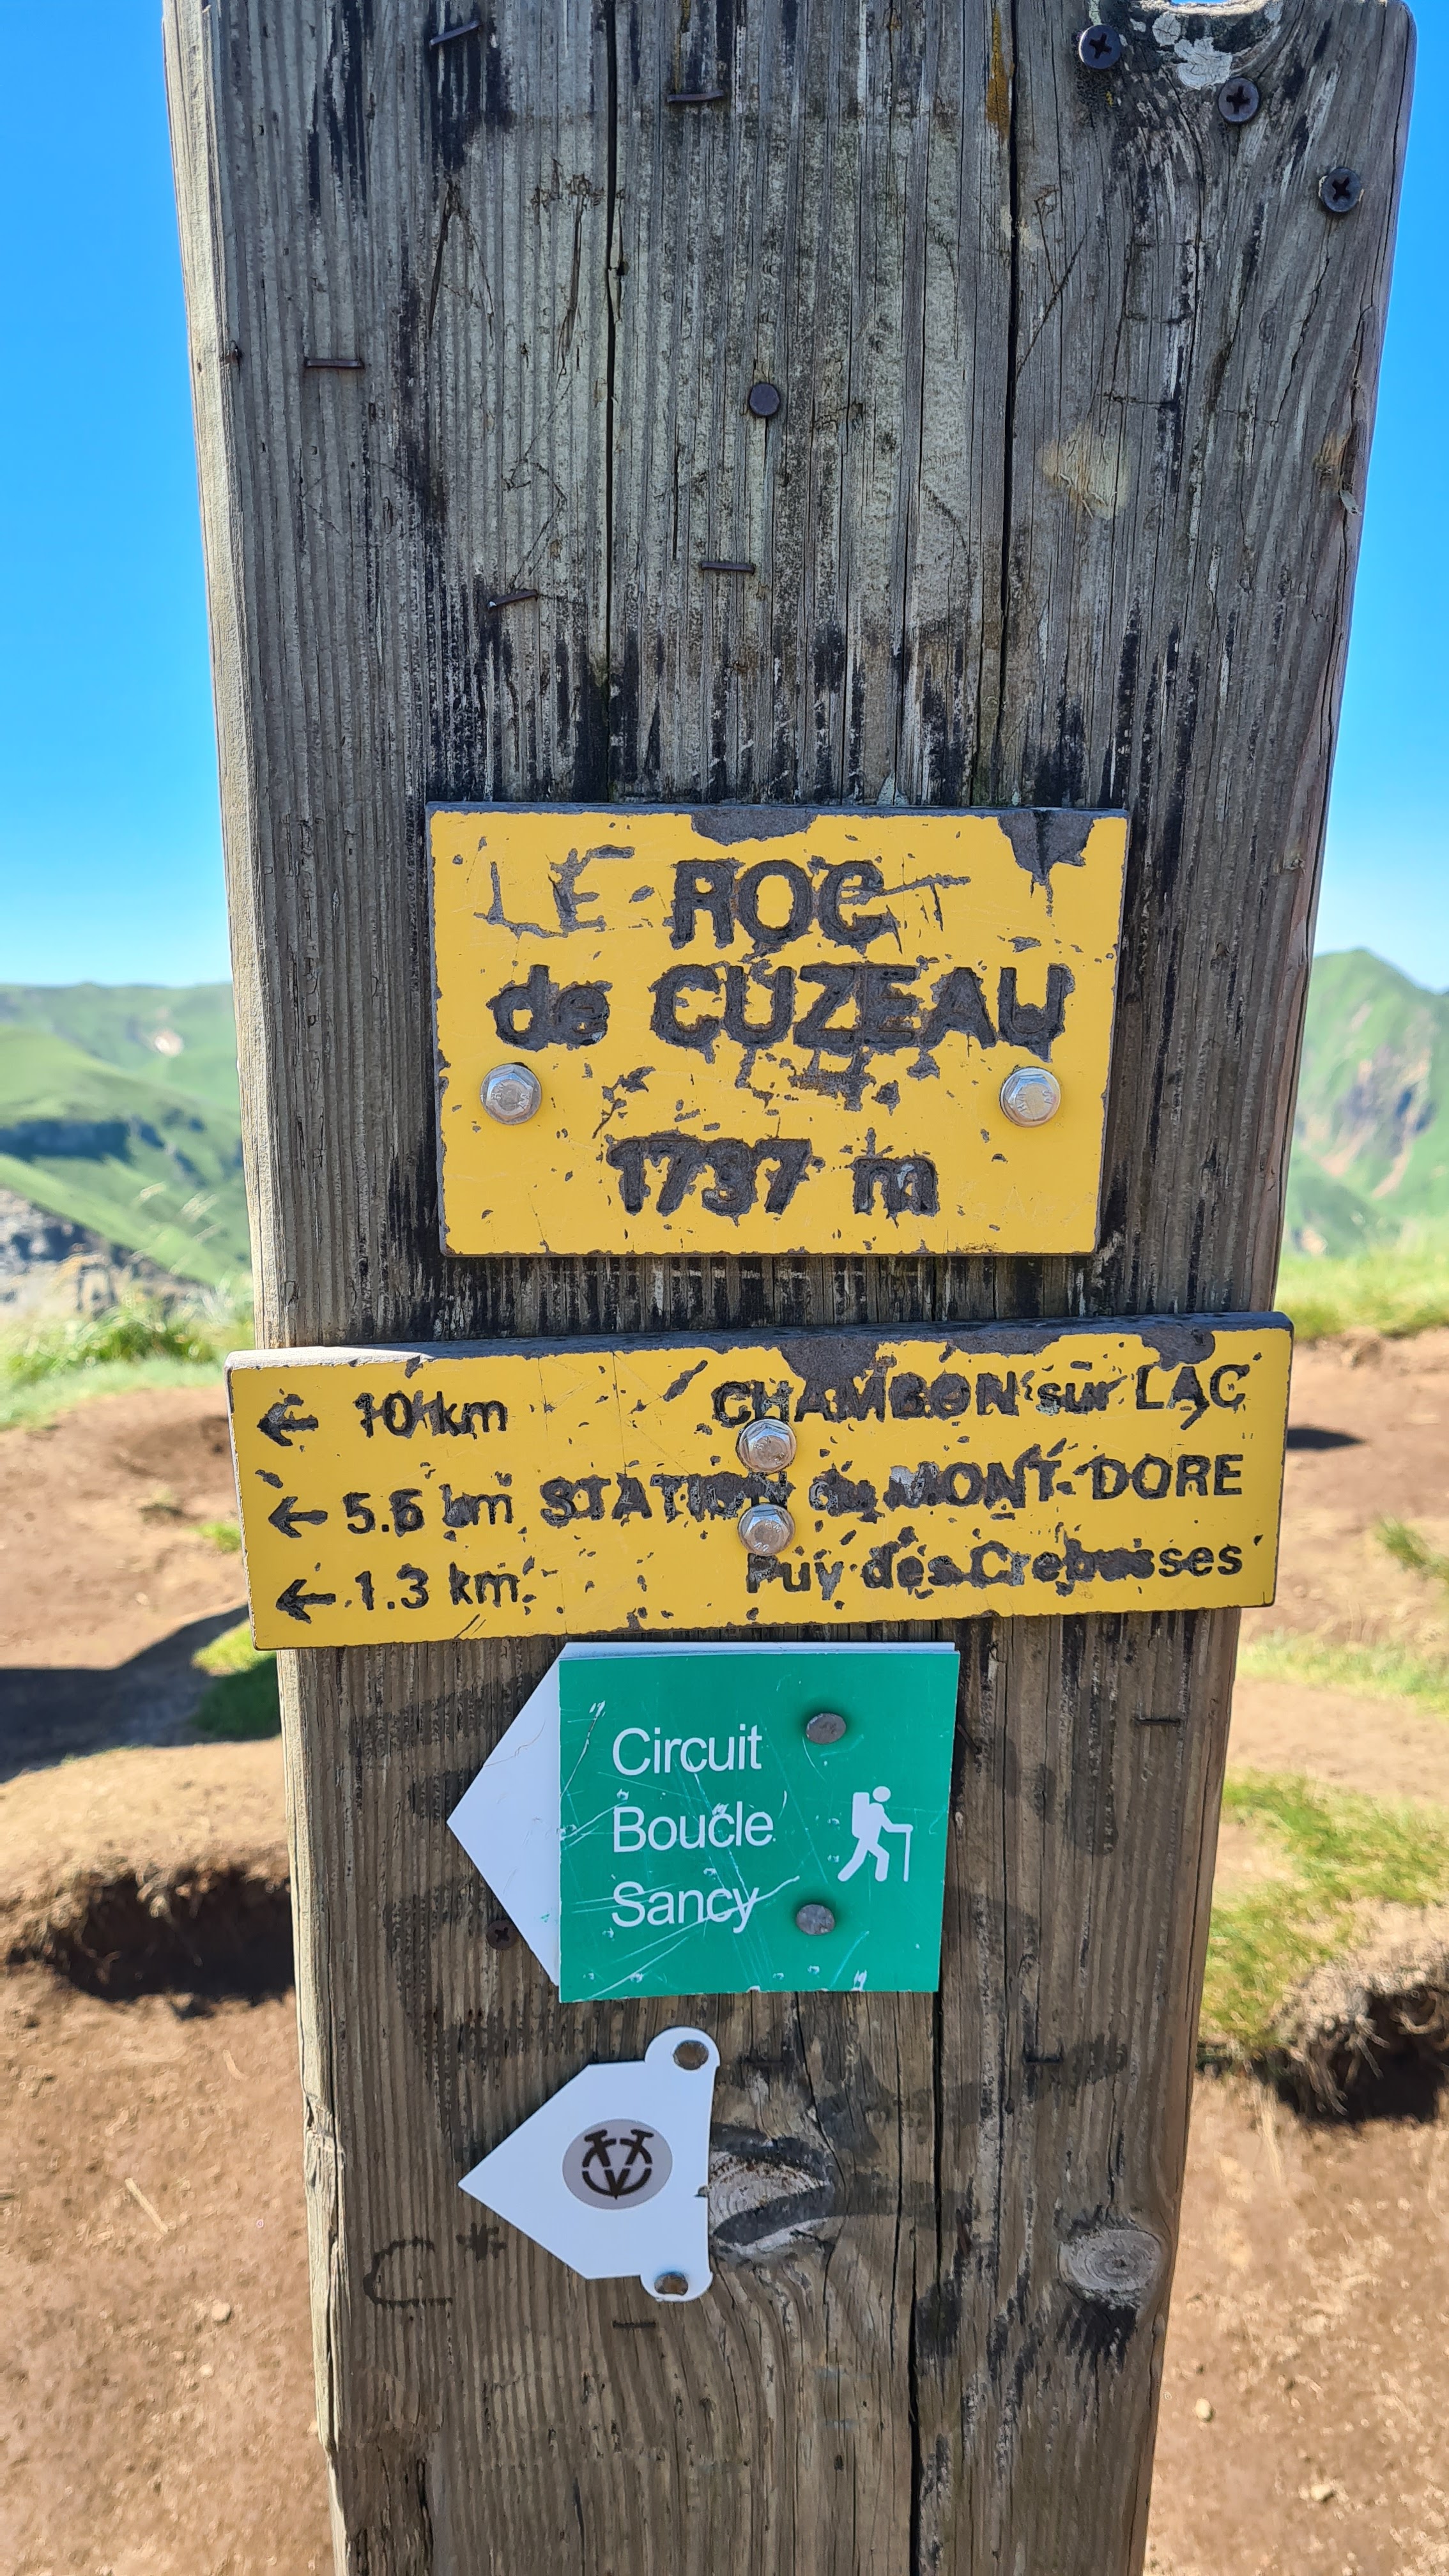 LE ROC
de CUZEAU
1737 m
← 10 km CHAMBON sur LAC
← 5.5 km STATION du MONT-DORE
← 1.3 km Puy des Crebasses
Circuit
Boucle
Sancy